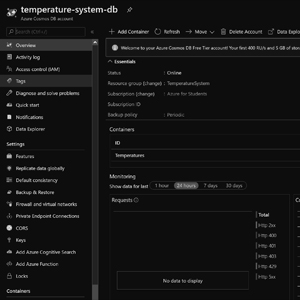 temperature-system-db
Azure Cosmos DB account
Search (Ctrl+/)
Overview
Activity log
Access control (IAM)
Tags
Diagnose and solve problems
Quick start
Notifications
Data Explorer
Settings
Features
Replicate data globally
Default consistency
Backup & Restore
Firewall and virtual networks
Private Endpoint Connections
CORS
Keys
Add Azure Cognitive Search
Add Azure Function
Locks
Containers
Add Container
Refresh
Move
Delete Account
Data Explo
Welcome to your Azure Cosmos DB Free Tier account! Your first 400 RU/s and 5 GB of stora
Essentials
Status : Online
Resource group (change) : TemperatureSystem
Subscription (change) : Azure for Students
Subscription ID :
Backup policy : Periodic
Containers
ID
Temperatures
Monitoring
Show data for last 1 hour 24 hours 7 days 30 days
Requests
Total
Http 2xx
Http 400
Http 401
Http 403
Http 429
Http 5xx
No data to display